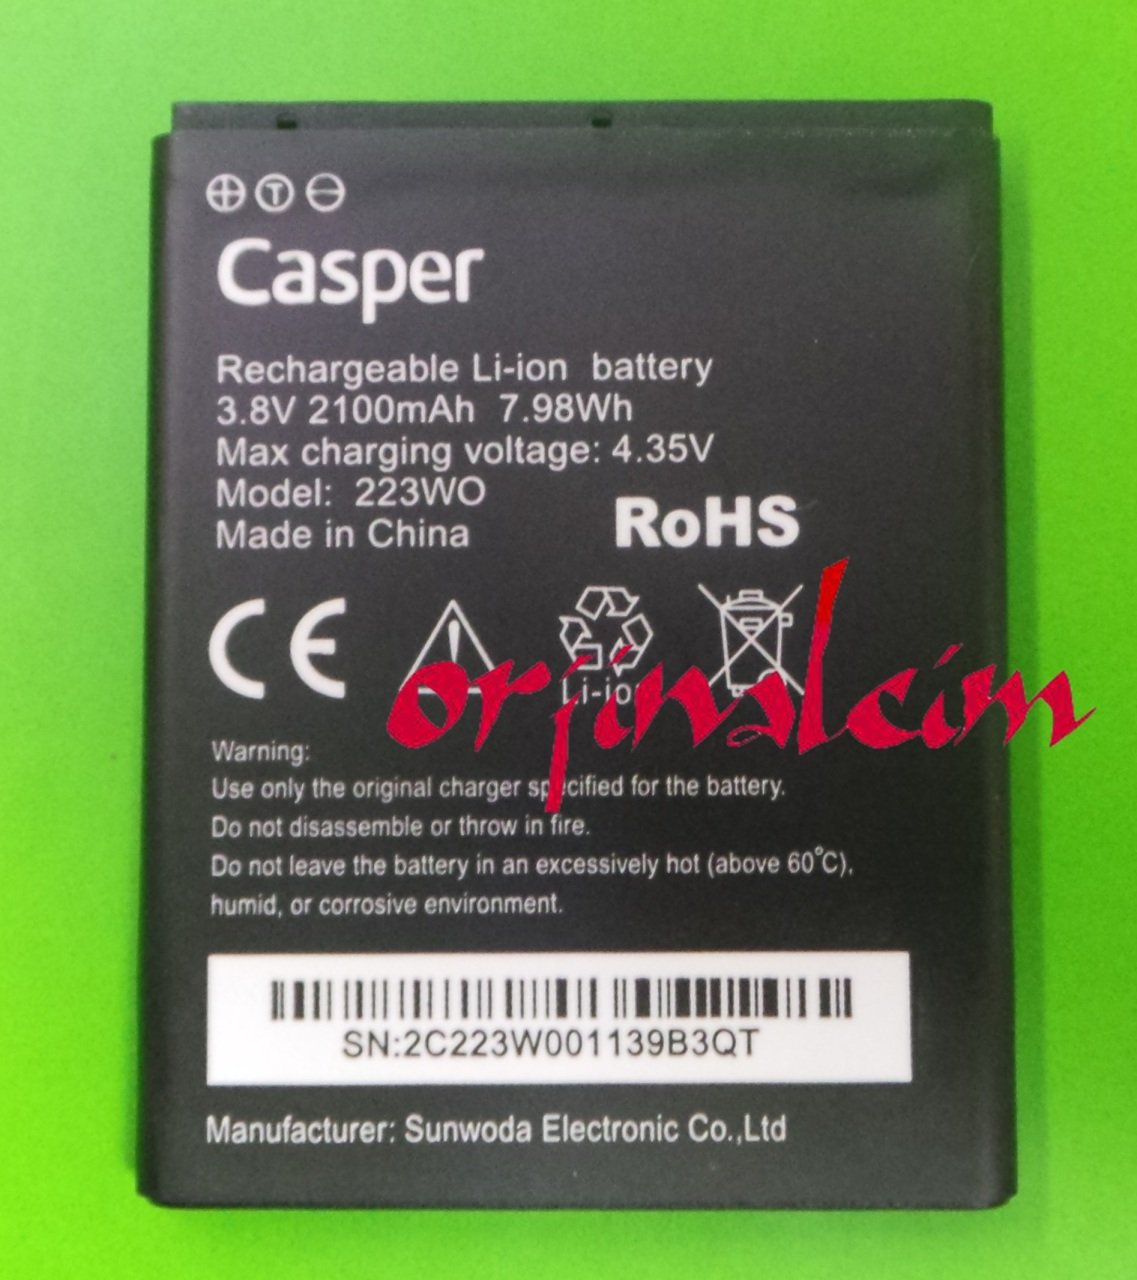 Casper
Rechargeable Li-ion battery
3.8V 2100mAh 7.98Wh
Max charging voltage: 4.35V
Model: 223WO
Made in China
RoHS
CE
Li-ion
orjinalcim
Warning:
Use only the original charger specified for the battery.
Do not disassemble or throw in fire.
Do not leave the battery in an excessively hot (above 60°C),
humid, or corrosive environment.
SN:2C223W001139B3QT
Manufacturer: Sunwoda Electronic Co.,Ltd